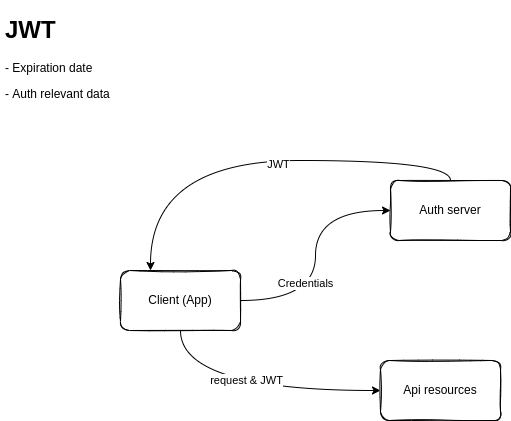 JWT
- Expiration date
- Auth relevant data
JWT
Auth server
Credentials
Client (App)
request & JWT
Api resources